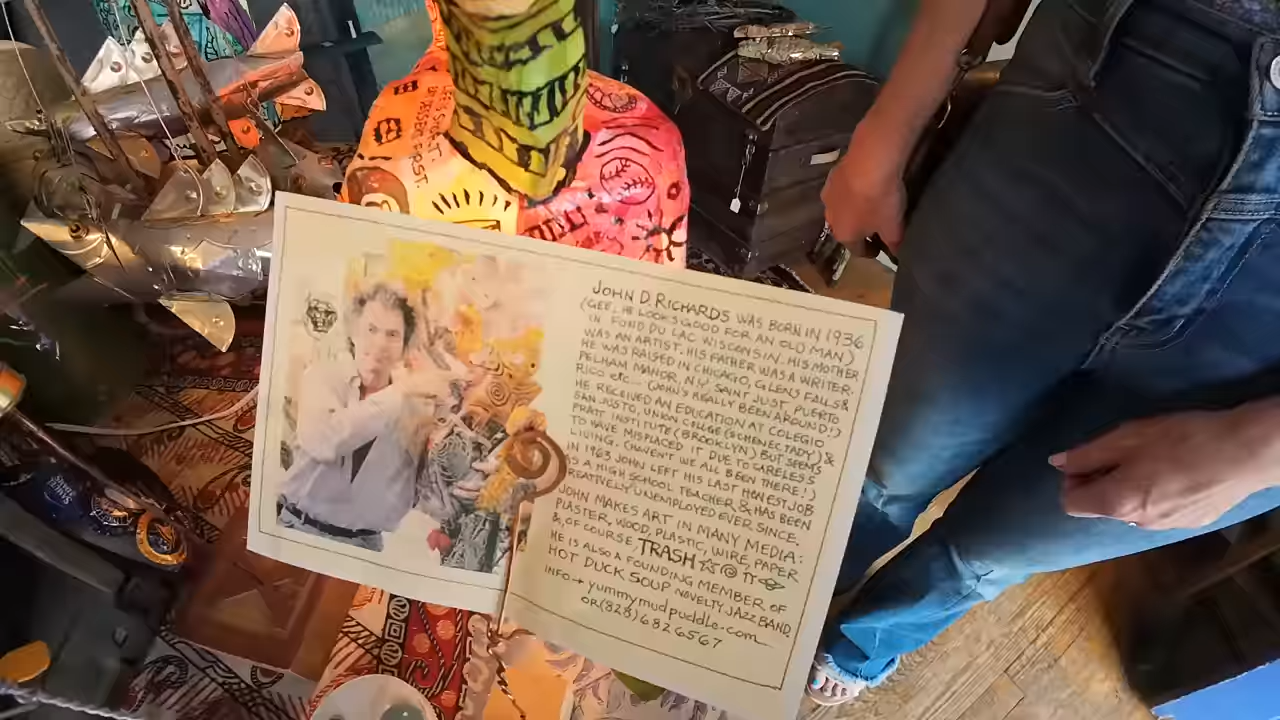 JOHN D. RICHARDS WAS BORN IN 1936
(GEE, HE LOOKS GOOD FOR AN OLD MAN)
IN FOND DU LAC WISCONSIN. HIS MOTHER
WAS AN ARTIST. HIS FATHER WAS A WRITER.
HE WAS RAISED IN CHICAGO, GLENS FALLS &
PELHAM MANOR, N.Y. SAINT JUST, PUERTO
RICO etc... (JOHN'S REALLY BEEN AROUND!)
HE RECEIVED AN EDUCATION AT COLEGIO
SAN JUSTO, UNION COLLEGE (SCHENECTADY) &
PRATT INSTITUTE (BROOKLYN) BUT SEEMS
TO HAVE MISPLACED IT DUE TO CARELESS
LIVING. (HAVEN'T WE ALL BEEN THERE!)
IN 1963 JOHN LEFT HIS LAST HONEST JOB
AS A HIGH SCHOOL TEACHER & HAS BEEN
CREATIVELY UNEMPLOYED EVER SINCE.
JOHN MAKES ART IN MANY MEDIA:
PLASTER, WOOD, PLASTIC, WIRE, PAPER
&, OF COURSE, TRASH
HE IS ALSO A FOUNDING MEMBER OF
HOT DUCK SOUP NOVELTY JAZZ BAND.
INFO→ yummymudpuddle.com
OR (828) 682 6567